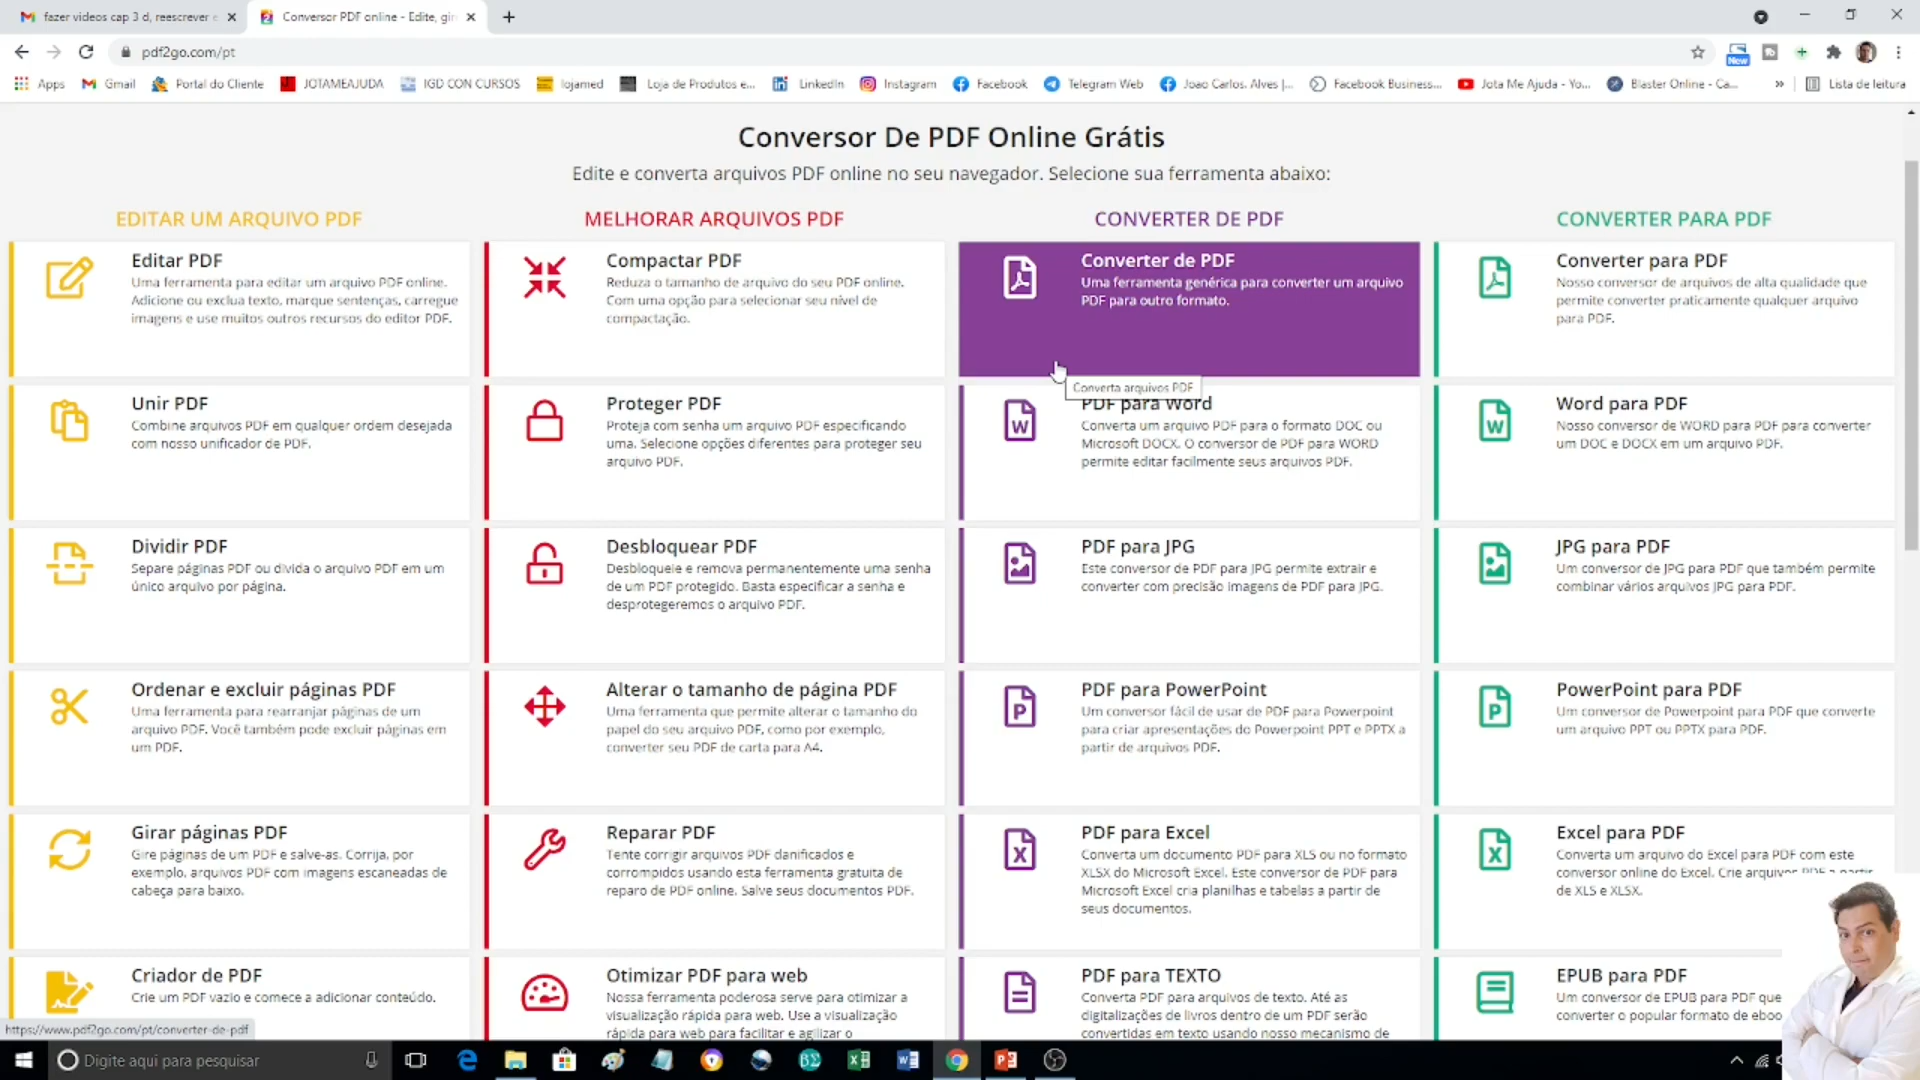 fazer videos cap 3 d, reescrever e
Conversor PDF online - Edite, gir
pdf2go.com/pt
New
Apps
Gmail
Portal do Cliente
JOTAMEAJUDA
IGD CON CURSOS
lojamed
Loja de Produtos e...
LinkedIn
Instagram
Facebook
Telegram Web
Joao Carlos. Alves |...
Facebook Business...
Jota Me Ajuda - Yo...
Blaster Online - Ca...
»
Lista de leitura
Conversor De PDF Online Grátis
Edite e converta arquivos PDF online no seu navegador. Selecione sua ferramenta abaixo:
EDITAR UM ARQUIVO PDF
Editar PDF
Uma ferramenta para editar um arquivo PDF online.
Adicione ou exclua texto, marque sentenças, carregue
imagens e use muitos outros recursos do editor PDF.
Unir PDF
Combine arquivos PDF em qualquer ordem desejada
com nosso unificador de PDF.
Dividir PDF
Separe páginas PDF ou divida o arquivo PDF em um
único arquivo por página.
Ordenar e excluir páginas PDF
Uma ferramenta para rearranjar páginas de um
arquivo PDF. Você também pode excluir páginas em
um PDF.
Girar páginas PDF
Gire páginas de um PDF e salve-as. Corrija, por
exemplo, arquivos PDF com imagens escaneadas de
cabeça para baixo.
Criador de PDF
Crie um PDF vazio e comece a adicionar conteúdo.
MELHORAR ARQUIVOS PDF
Compactar PDF
Reduza o tamanho de arquivo do seu PDF online.
Com uma opção para selecionar seu nível de
compactação.
Proteger PDF
Proteja com senha um arquivo PDF especificando
uma. Selecione opções diferentes para proteger seu
arquivo PDF.
Desbloquear PDF
Desbloqueie e remova permanentemente uma senha
de um PDF protegido. Basta especificar a senha e
desprotegeremos o arquivo PDF.
Alterar o tamanho de página PDF
Uma ferramenta que permite alterar o tamanho do
papel do seu arquivo PDF, como por exemplo,
converter seu PDF de carta para A4.
Reparar PDF
Tente corrigir arquivos PDF danificados e
corrompidos usando esta ferramenta gratuita de
reparo de PDF online. Salve seus documentos PDF.
Otimizar PDF para web
Nossa ferramenta poderosa serve para otimizar a
visualização rápida para web. Use a visualização
rápida para web para facilitar e agilizar o
CONVERTER DE PDF
Converter de PDF
Uma ferramenta genérica para converter um arquivo
PDF para outro formato.
Converta arquivos PDF
PDF para Word
Converta um arquivo PDF para o formato DOC ou
Microsoft DOCX. O conversor de PDF para WORD
permite editar facilmente seus arquivos PDF.
PDF para JPG
Este conversor de PDF para JPG permite extrair e
converter com precisão imagens de PDF para JPG.
PDF para PowerPoint
Um conversor fácil de usar de PDF para Powerpoint
para criar apresentações do Powerpoint PPT e PPTX a
partir de arquivos PDF.
PDF para Excel
Converta um documento PDF para XLS ou no formato
XLSX do Microsoft Excel. Este conversor de PDF para
Microsoft Excel cria planilhas e tabelas a partir de
seus documentos.
PDF para TEXTO
Converta PDF para arquivos de texto. Até as
digitalizações de livros dentro de um PDF serão
convertidas em texto usando nosso mecanismo de
CONVERTER PARA PDF
Converter para PDF
Nosso conversor de arquivos de alta qualidade que
permite converter praticamente qualquer arquivo
para PDF.
Word para PDF
Nosso conversor de WORD para PDF para converter
um DOC e DOCX em um arquivo PDF.
JPG para PDF
Um conversor de JPG para PDF que também permite
combinar vários arquivos JPG para PDF.
PowerPoint para PDF
Um conversor de Powerpoint para PDF que converte
um arquivo PPT ou PPTX para PDF.
Excel para PDF
Converta um arquivo do Excel para PDF com este
conversor online do Excel. Crie arquivos PDF a partir
de XLS e XLSX.
EPUB para PDF
Um conversor de EPUB para PDF que
converter o popular formato de eboo
https://www.pdf2go.com/pt/converter-de-pdf
Digite aqui para pesquisar